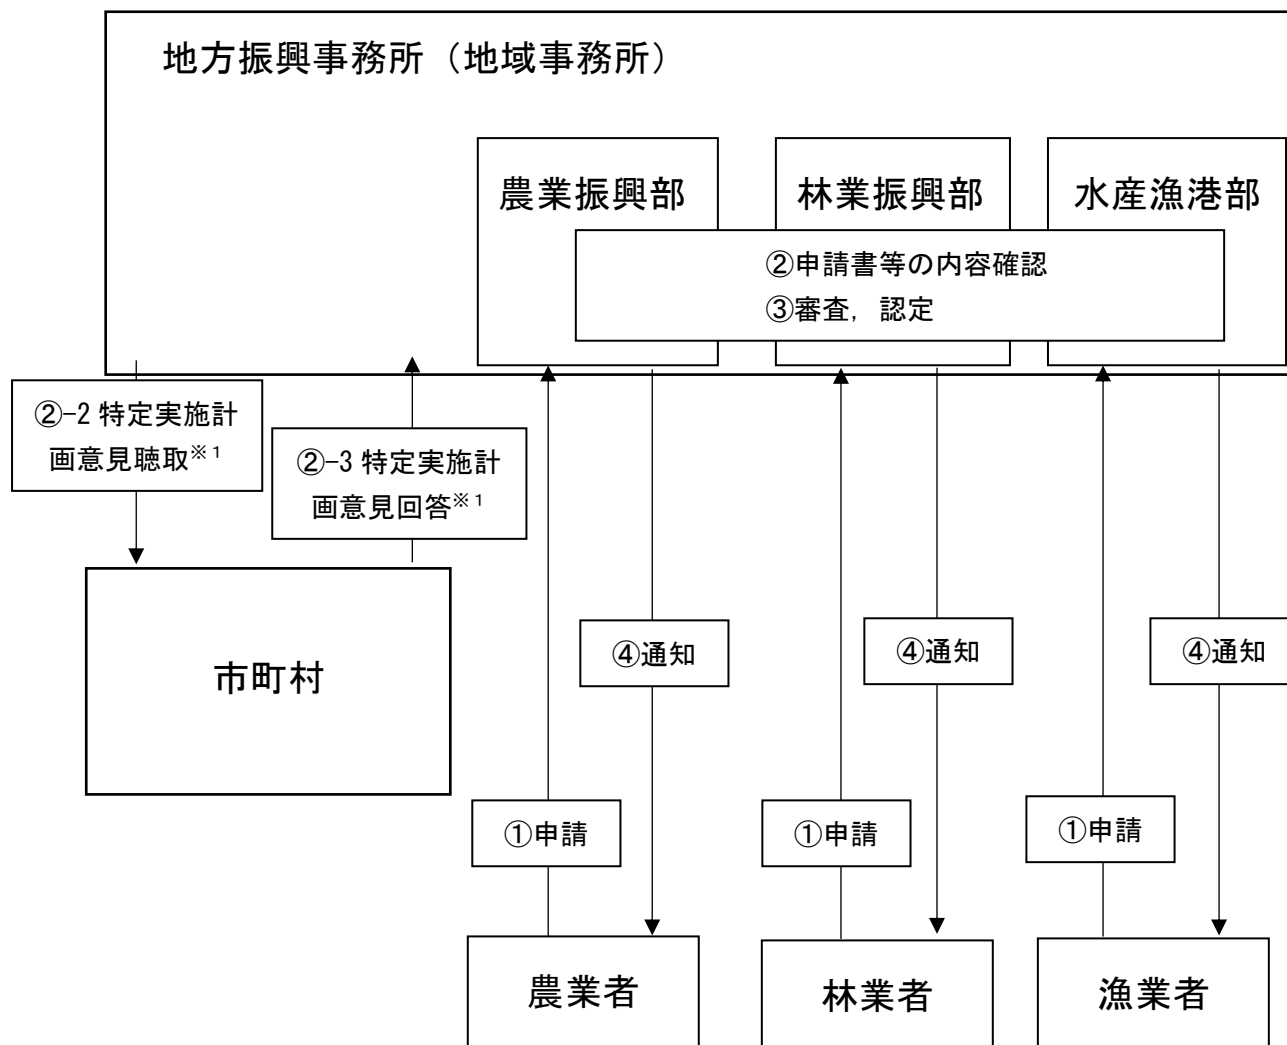 地方振興事務所（地域事務所）
農業振興部
林業振興部
水産漁港部
②申請書等の内容確認
③審査，認定
②-2 特定実施計
画意見聴取※１
②-3 特定実施計
画意見回答※１
市町村
④通知
④通知
④通知
①申請
①申請
①申請
農業者
林業者
漁業者